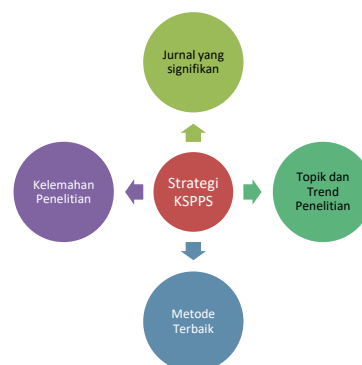 Jurnal yang
signifikan
Kelemahan
Penelitian
Strategi
KSPPS
Topik dan
Trend
Penelitian
Metode
Terbaik